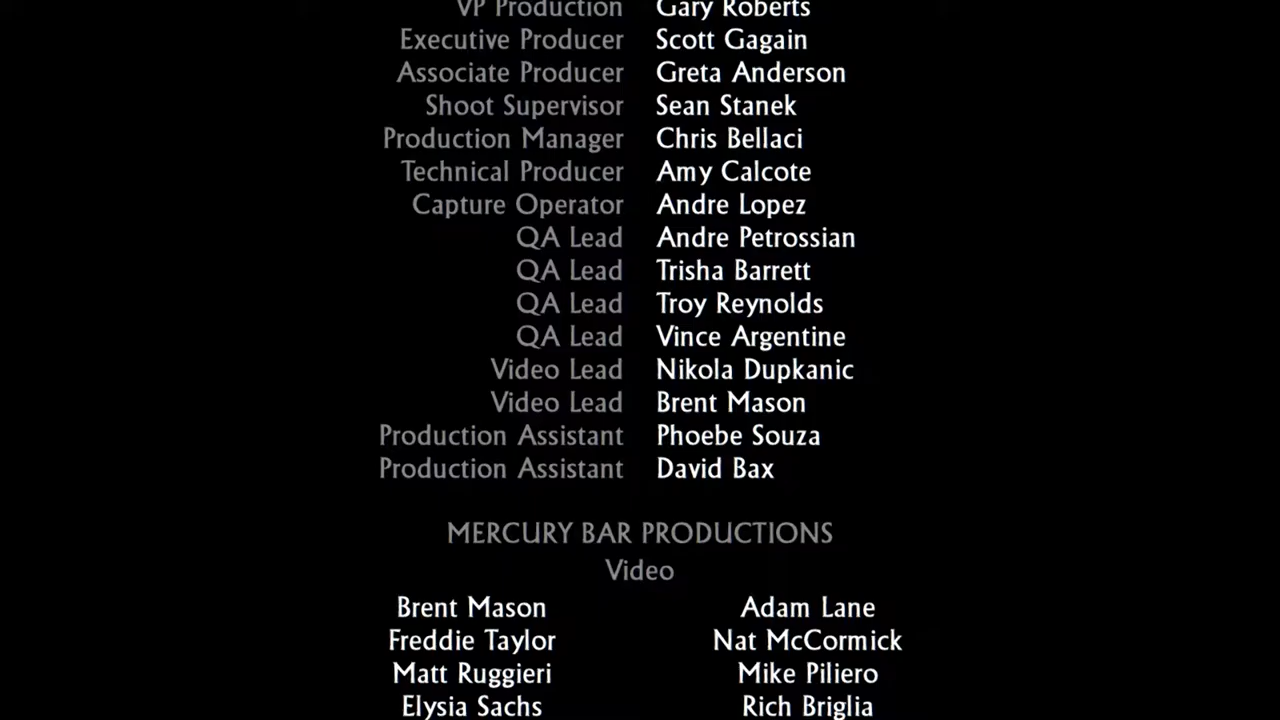 VP Production Gary Roberts
Executive Producer Scott Gagain
Associate Producer Greta Anderson
Shoot Supervisor Sean Stanek
Production Manager Chris Bellaci
Technical Producer Amy Calcote
Capture Operator Andre Lopez
QA Lead Andre Petrossian
QA Lead Trisha Barrett
QA Lead Troy Reynolds
QA Lead Vince Argentine
Video Lead Nikola Dupkanic
Video Lead Brent Mason
Production Assistant Phoebe Souza
Production Assistant David Bax
MERCURY BAR PRODUCTIONS
Video
Brent Mason Adam Lane
Freddie Taylor Nat McCormick
Matt Ruggieri Mike Piliero
Elysia Sachs Rich Briglia